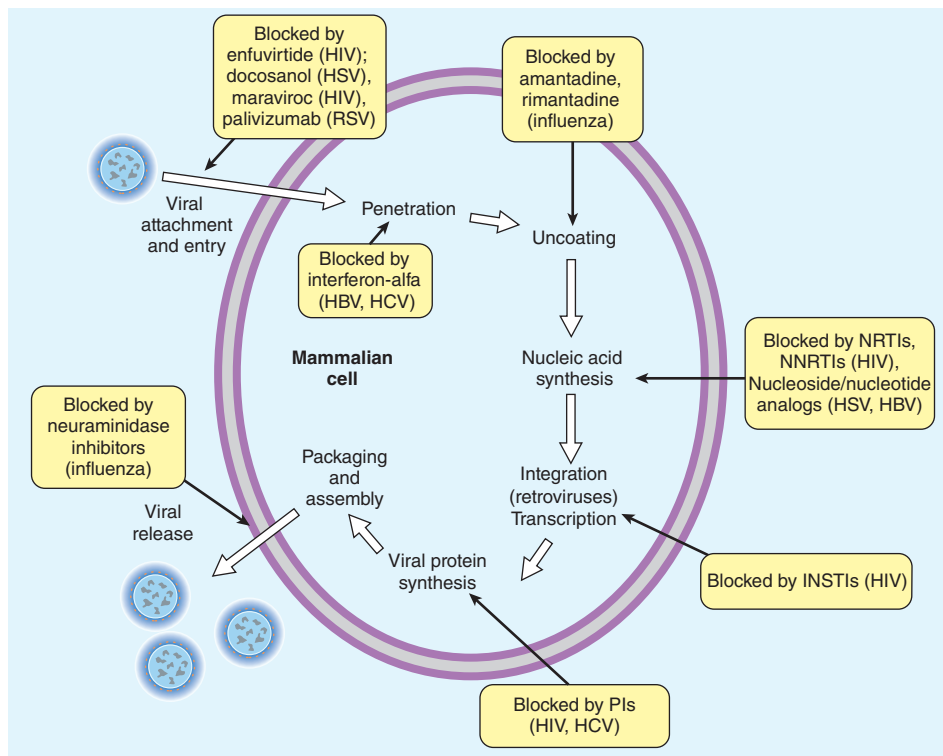 Blocked by
enfuvirtide (HIV);
docosanol (HSV),
maraviroc (HIV),
palivizumab (RSV)
Blocked by
amantadine,
rimantadine
(influenza)
Viral
attachment
and entry
Penetration
Uncoating
Blocked by
interferon-alfa
(HBV, HCV)
Mammalian
cell
Nucleic acid
synthesis
Blocked by NRTIs,
NNRTIs (HIV),
Nucleoside/nucleotide
analogs (HSV, HBV)
Blocked by
neuraminidase
inhibitors
(influenza)
Packaging
and
assembly
Integration
(retroviruses)
Transcription
Viral
release
Viral protein
synthesis
Blocked by INSTIs (HIV)
Blocked by PIs
(HIV, HCV)